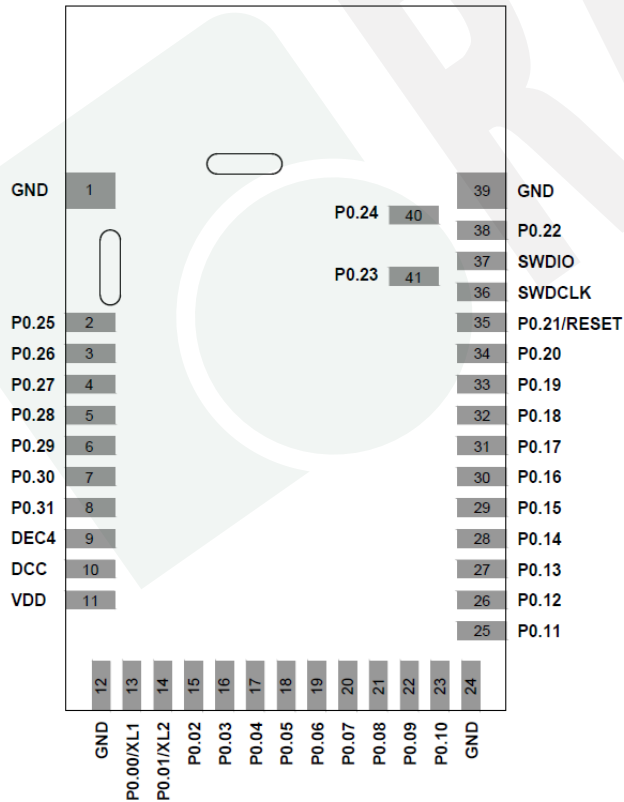 GND 1
39 GND
P0.24 40
38 P0.22
37 SWDIO
P0.23 41
36 SWDCLK
P0.25 2
35 P0.21/RESET
P0.26 3
34 P0.20
P0.27 4
33 P0.19
P0.28 5
32 P0.18
P0.29 6
31 P0.17
P0.30 7
30 P0.16
P0.31 8
29 P0.15
DEC4 9
28 P0.14
DCC 10
27 P0.13
VDD 11
26 P0.12
25 P0.11
12 13 14 15 16 17 18 19 20 21 22 23 24
GND
P0.00/XL1
P0.01/XL2
P0.02
P0.03
P0.04
P0.05
P0.06
P0.07
P0.08
P0.09
P0.10
GND